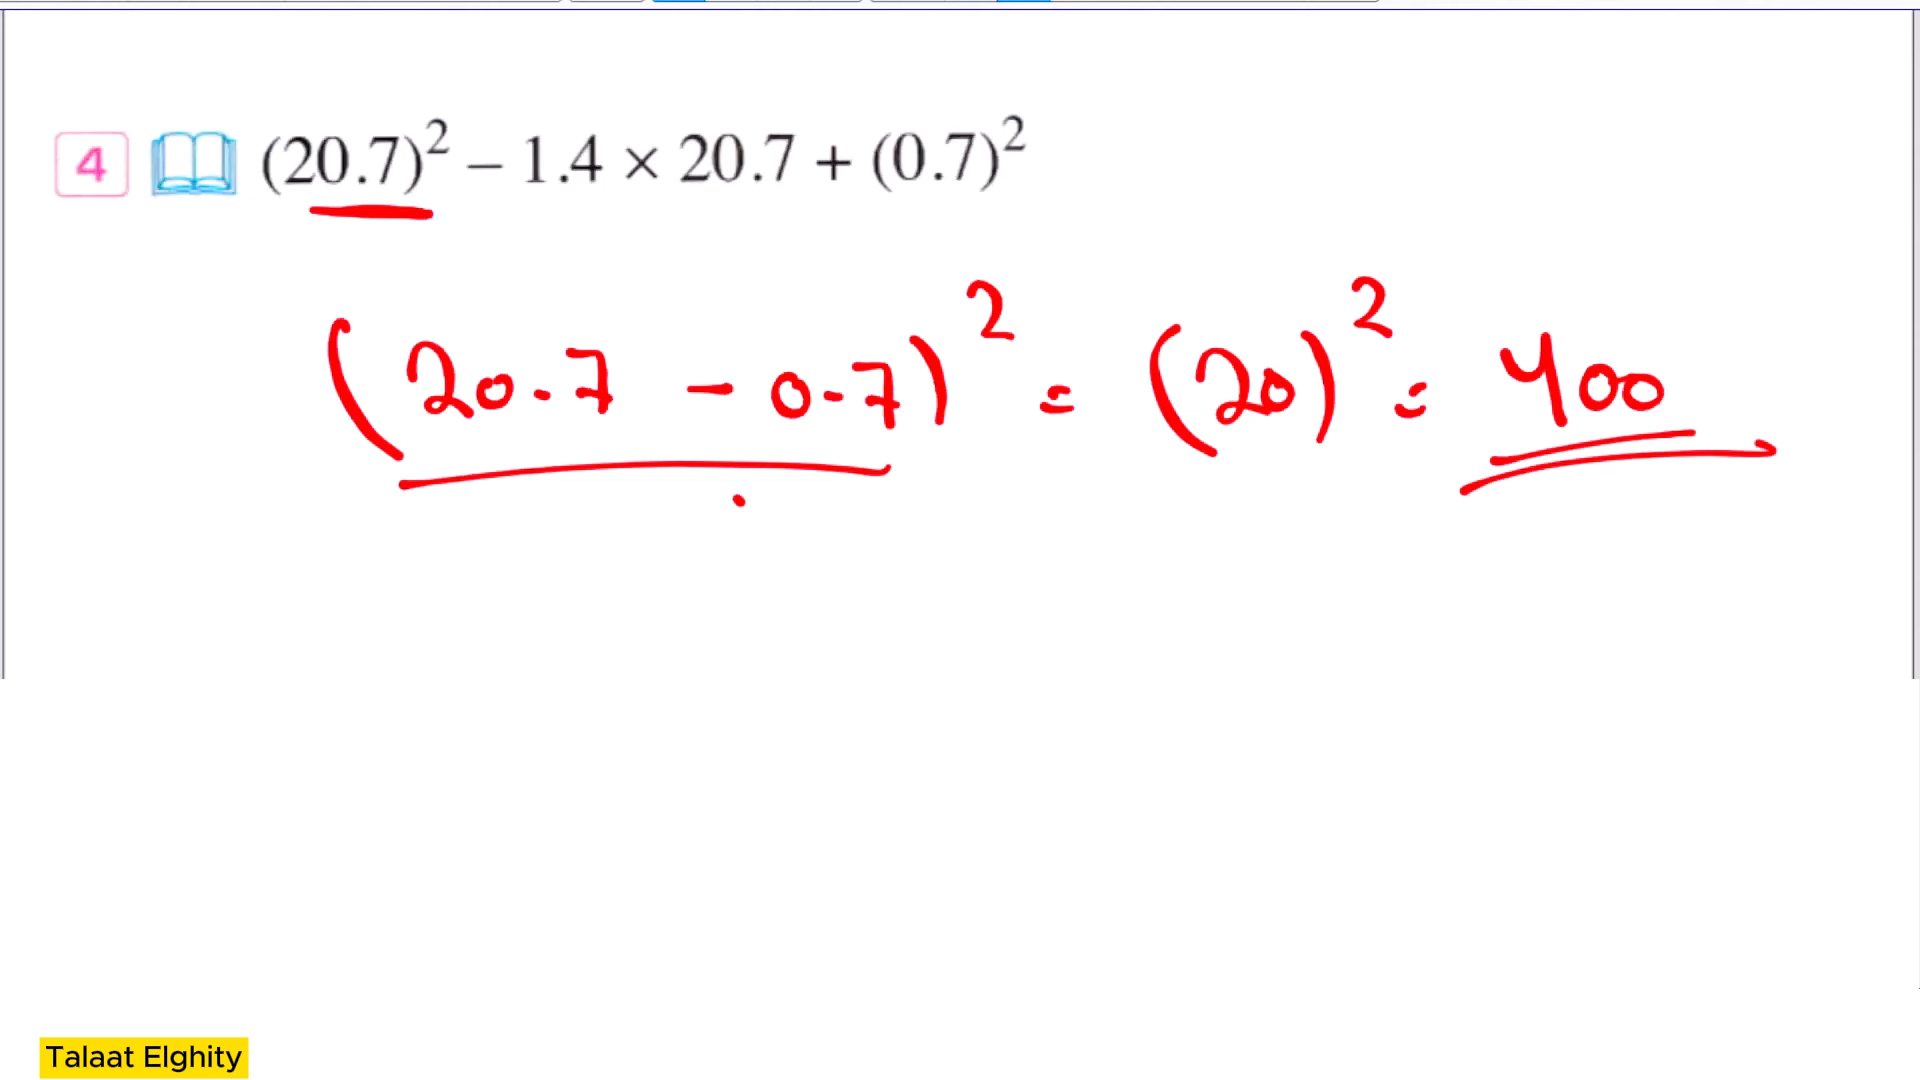 4 (20.7)² – 1.4 × 20.7 + (0.7)²
(20.7 - 0.7)² = (20)² = 400
Talaat Elghity